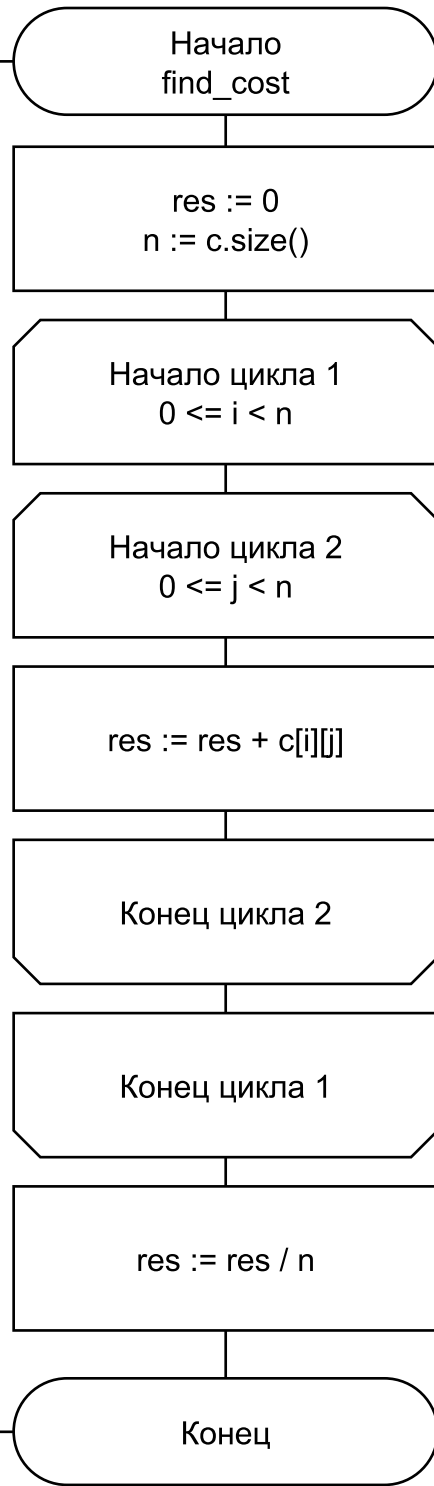 Начало
find_cost
res := 0
n := c.size()
Начало цикла 1
0 <= i < n
Начало цикла 2
0 <= j < n
res := res + c[i][j]
Конец цикла 2
Конец цикла 1
res := res / n
Конец